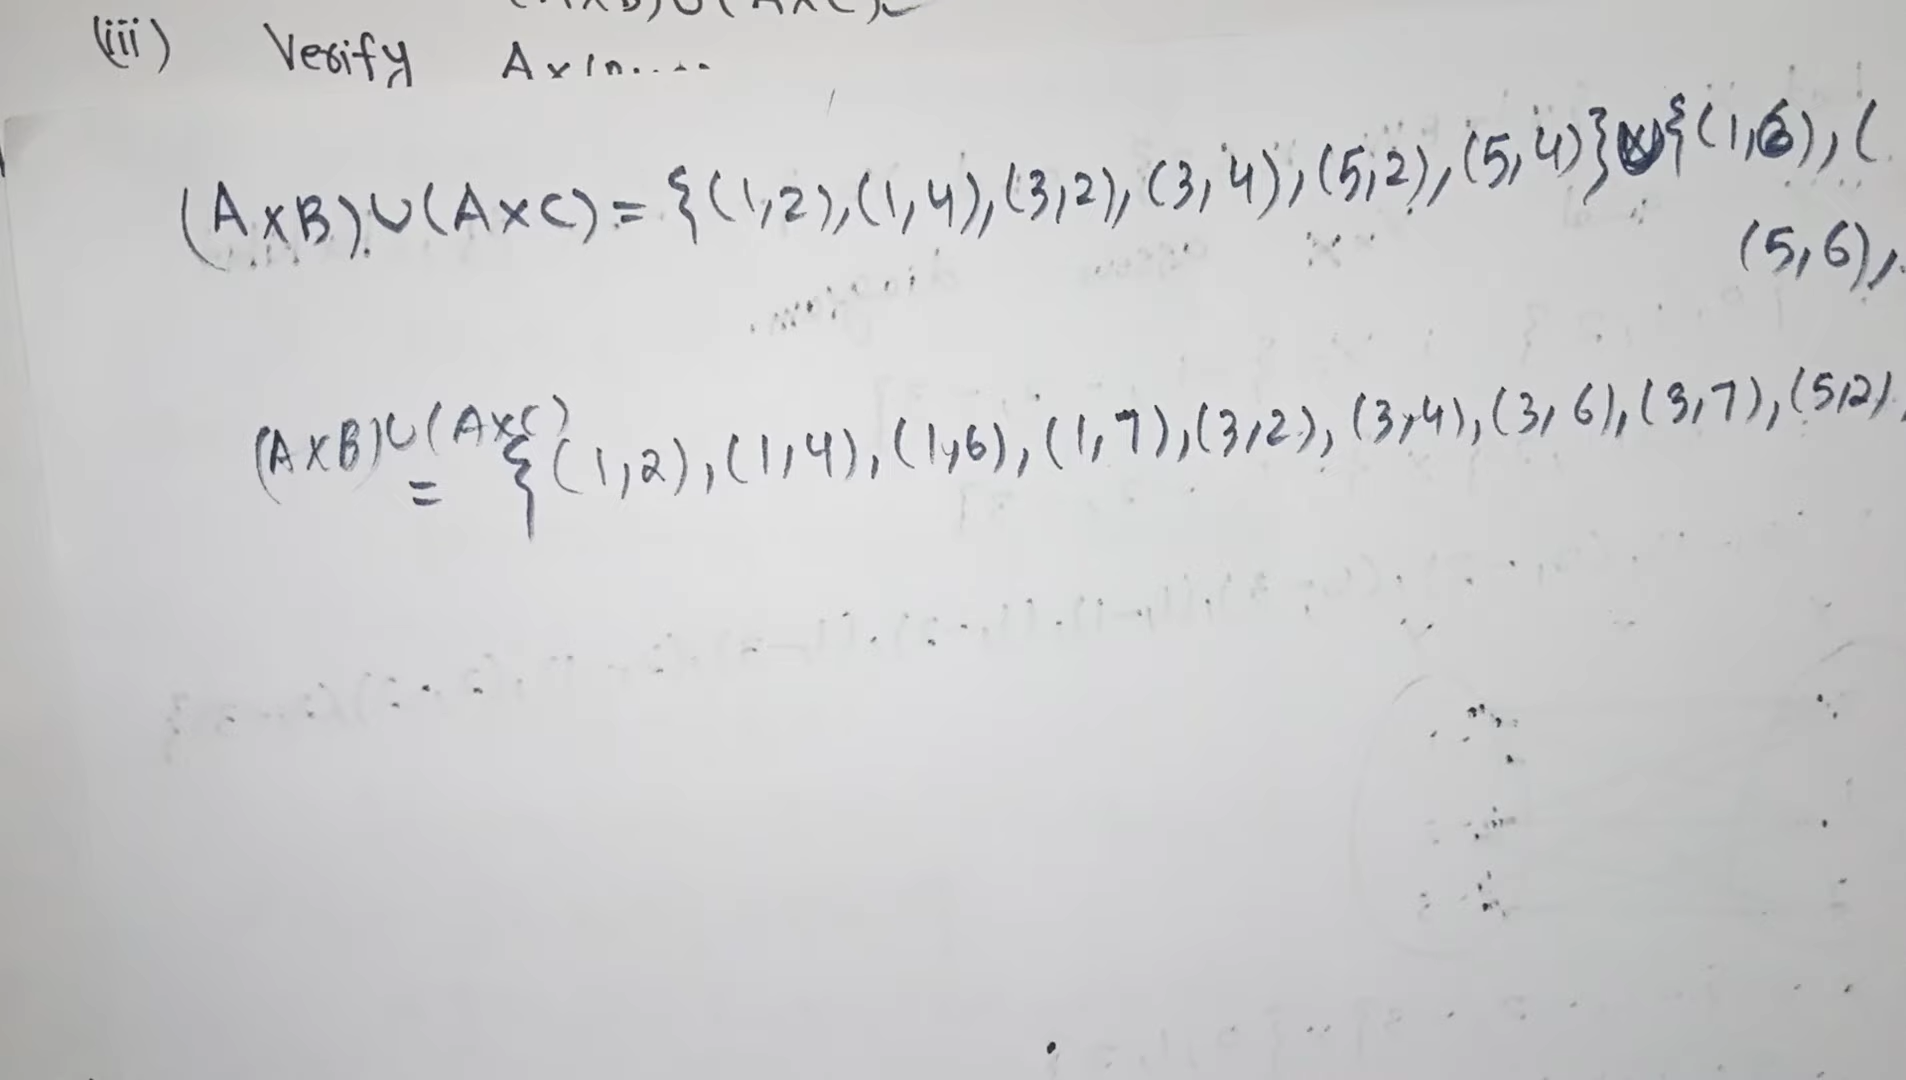 (A×B)∪(A×C)
(iii) Verify A×
(A×B)∪(A×C) = {(1,2),(1,4),(3,2),(3,4),(5,2),(5,4)}∪{(1,6),(
(5,6),
(A×B)∪(A×C)
= {(1,2),(1,4),(1,6),(1,7),(3,2),(3,4),(3,6),(3,7),(5,2),